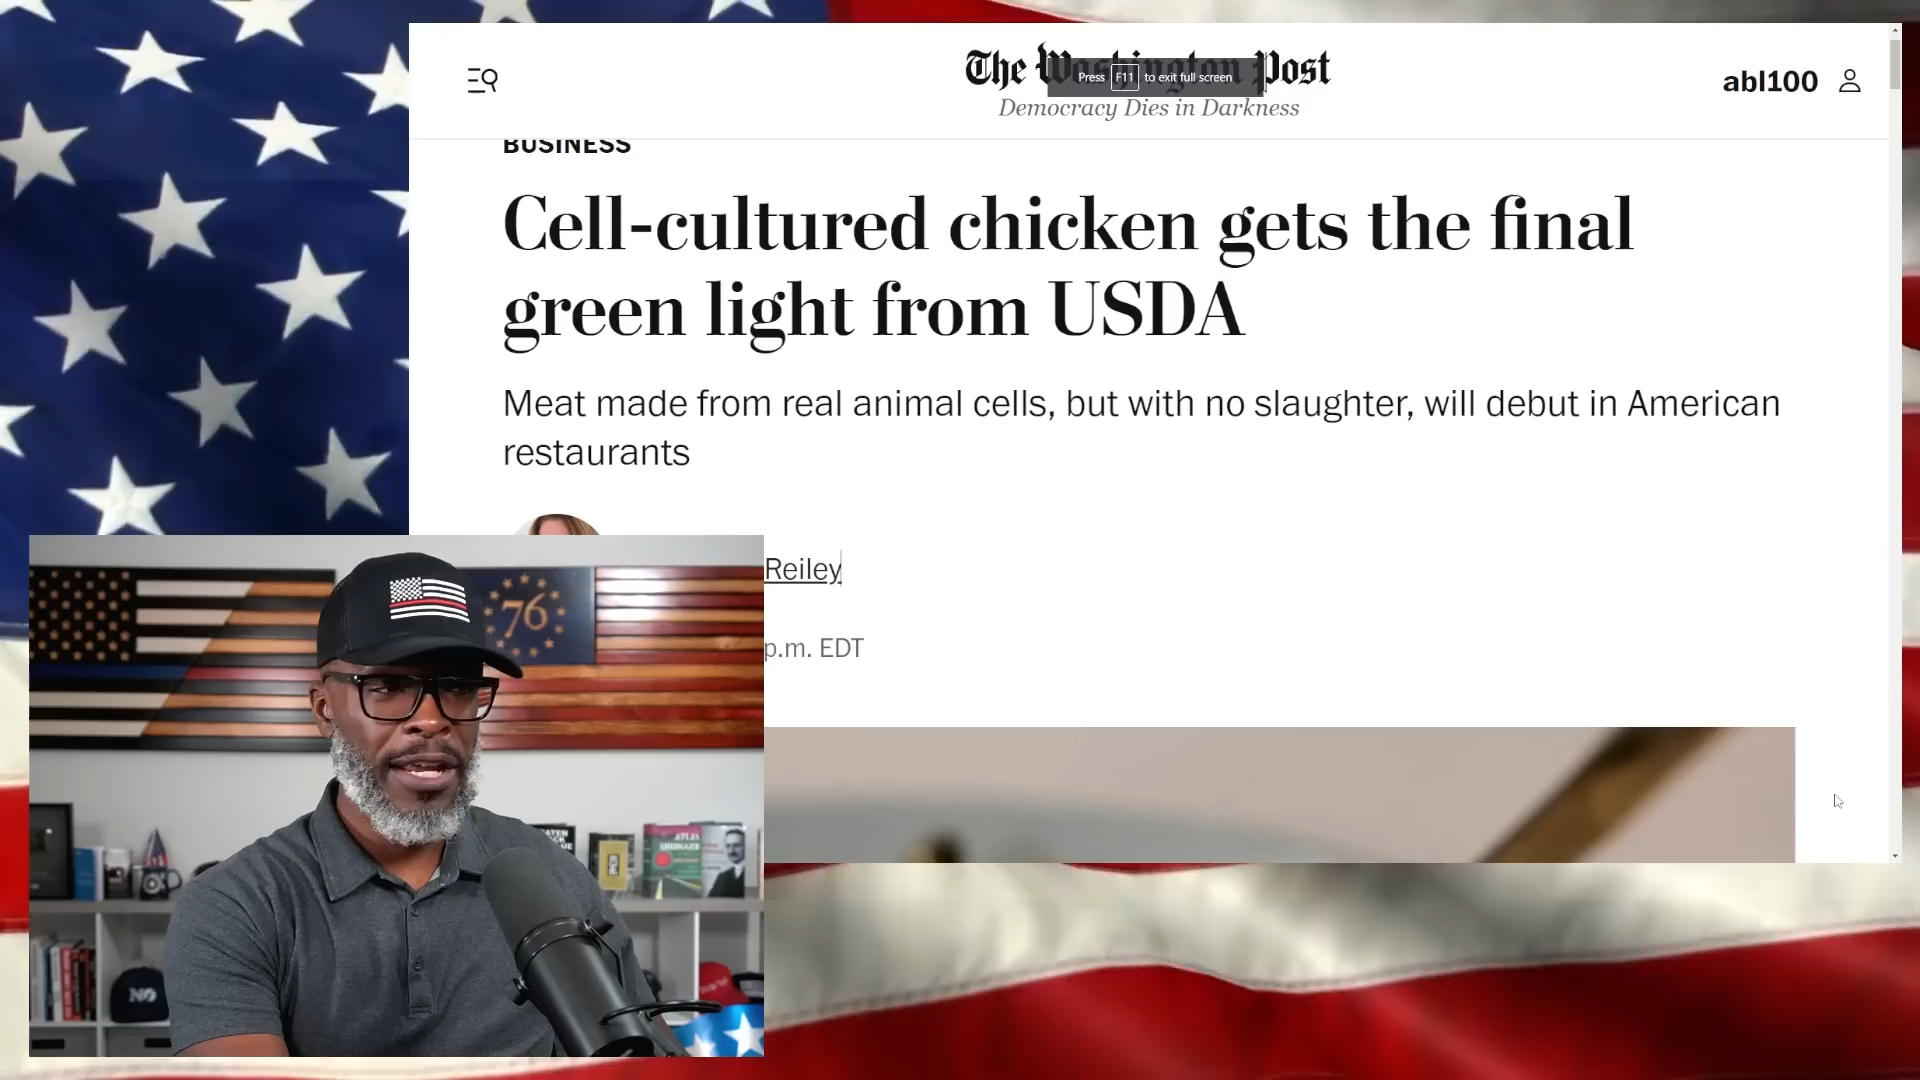 The Washington Post
Press F11 to exit full screen
Democracy Dies in Darkness
abl100
BUSINESS
Cell-cultured chicken gets the final
green light from USDA
Meat made from real animal cells, but with no slaughter, will debut in American
restaurants
Reiley
p.m. EDT
76
NO